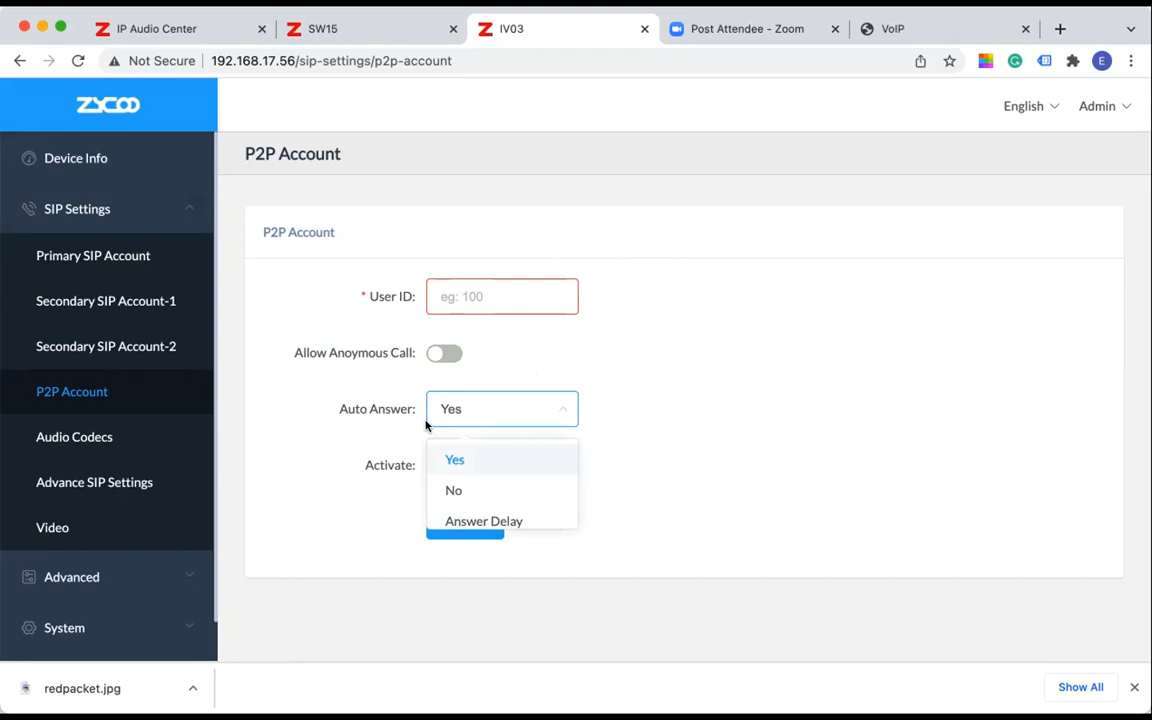 IP Audio Center
SW15
IV03
Post Attendee - Zoom
VoIP
Not Secure
192.168.17.56/sip-settings/p2p-account
E
ZYCOO
English
Admin
Device Info
SIP Settings
Primary SIP Account
Secondary SIP Account-1
Secondary SIP Account-2
P2P Account
Audio Codecs
Advance SIP Settings
Video
Advanced
System
P2P Account
P2P Account
* User ID:
eg: 100
Allow Anoymous Call:
Auto Answer:
Yes
Yes
No
Answer Delay
Activate:
redpacket.jpg
Show All